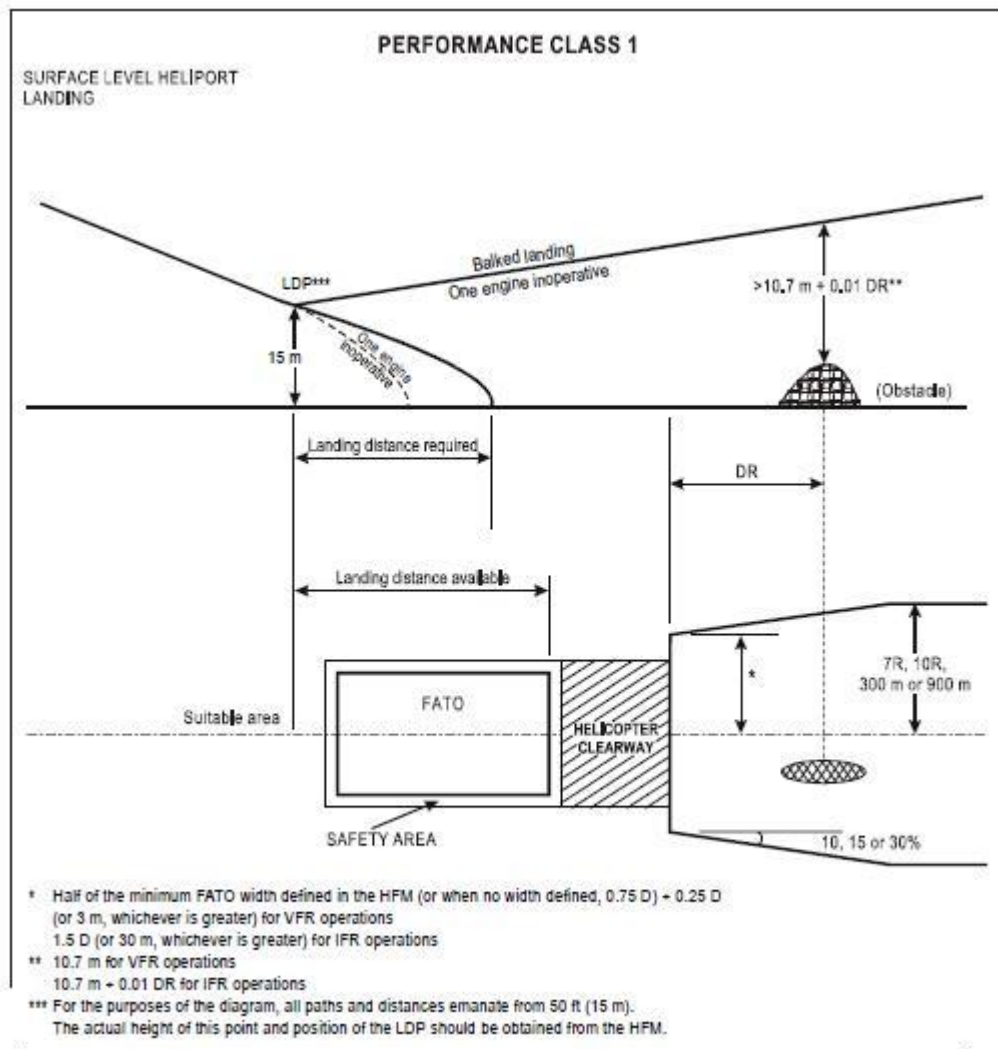 PERFORMANCE CLASS 1
SURFACE LEVEL HELIPORT
LANDING
LDP***
Balked landing
One engine inoperative
>10.7 m + 0.01 DR**
15 m
One engine
inoperative
(Obstacle)
Landing distance required
DR
Landing distance available
*
7R, 10R,
300 m or 900 m
FATO
Suitable area
HELICOPTER
CLEARWAY
SAFETY AREA
10, 15 or 30%
* Half of the minimum FATO width defined in the HFM (or when no width defined, 0.75 D) + 0.25 D
(or 3 m, whichever is greater) for VFR operations
1.5 D (or 30 m, whichever is greater) for IFR operations
** 10.7 m for VFR operations
10.7 m + 0.01 DR for IFR operations
*** For the purposes of the diagram, all paths and distances emanate from 50 ft (15 m).
The actual height of this point and position of the LDP should be obtained from the HFM.